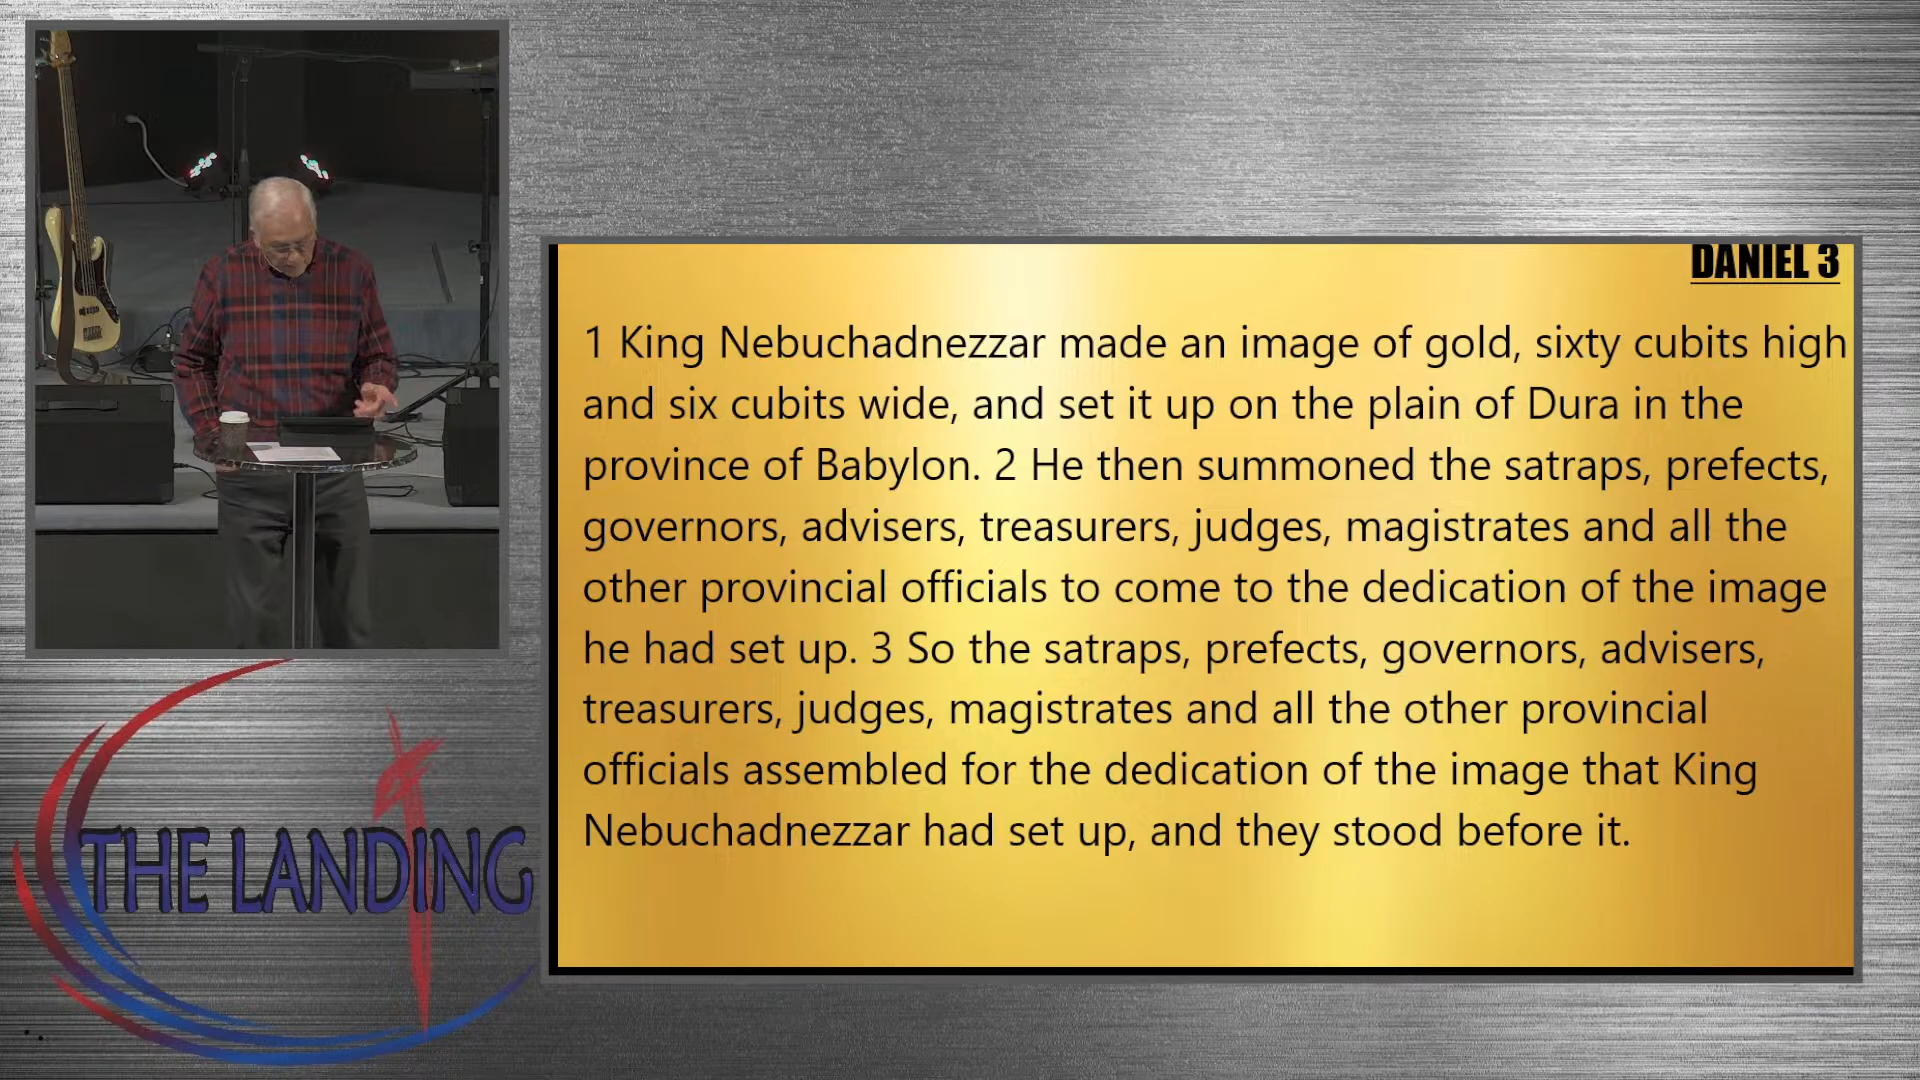 DANIEL 3
1 King Nebuchadnezzar made an image of gold, sixty cubits high
and six cubits wide, and set it up on the plain of Dura in the
province of Babylon. 2 He then summoned the satraps, prefects,
governors, advisers, treasurers, judges, magistrates and all the
other provincial officials to come to the dedication of the image
he had set up. 3 So the satraps, prefects, governors, advisers,
treasurers, judges, magistrates and all the other provincial
officials assembled for the dedication of the image that King
Nebuchadnezzar had set up, and they stood before it.
THE LANDING